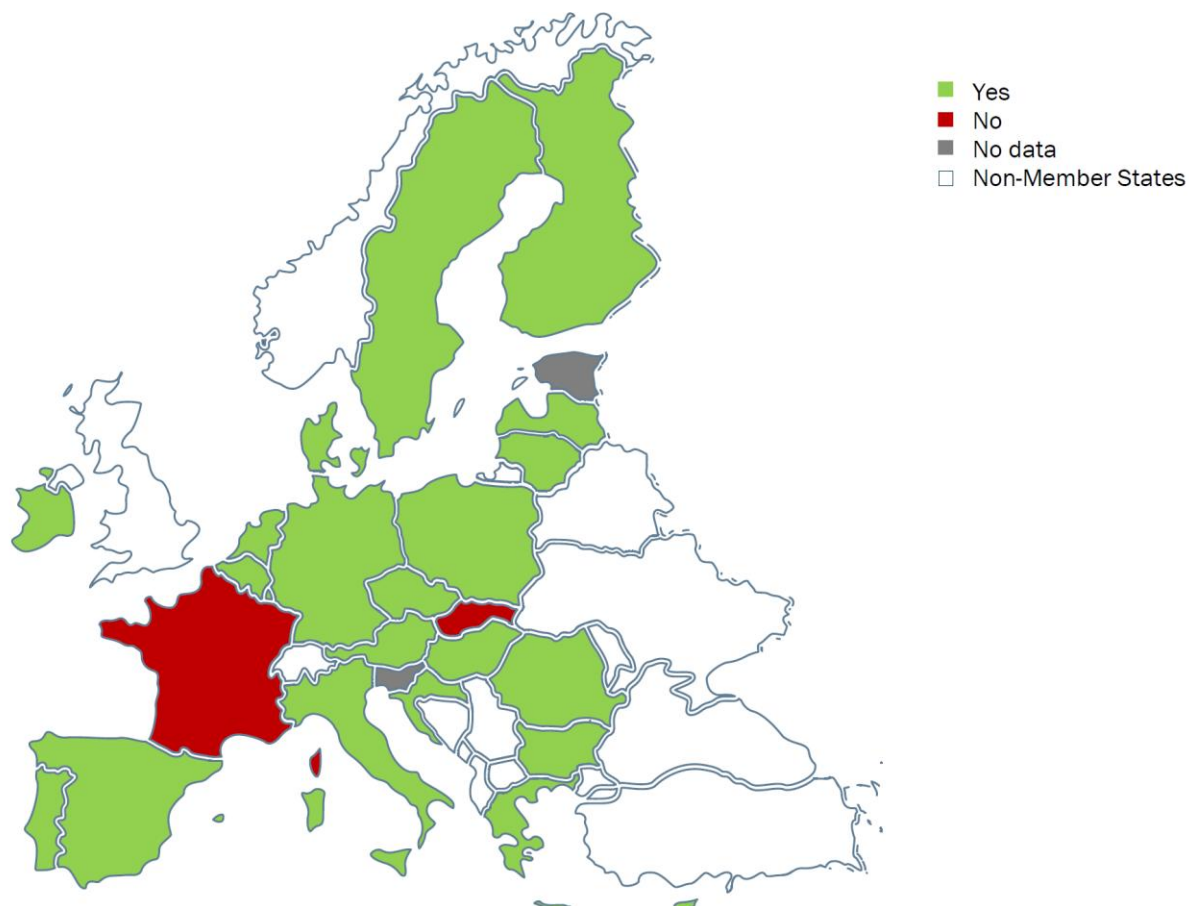 Yes
No
No data
Non-Member States